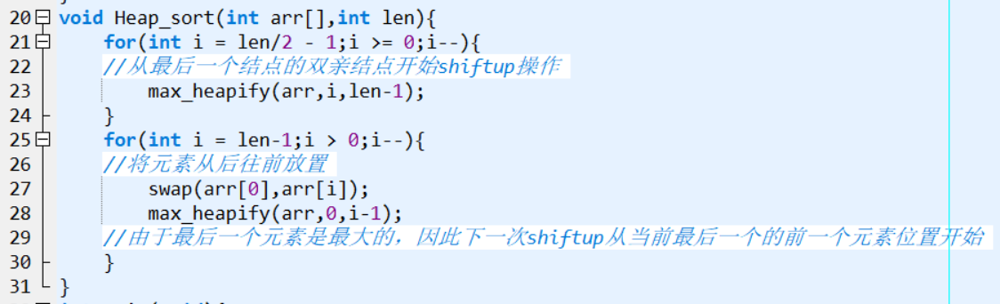 20 void Heap_sort(int arr[],int len){
21 for(int i = len/2 - 1;i >= 0;i--){
22 //从最后一个结点的双亲结点开始shiftup操作
23 max_heapify(arr,i,len-1);
24 }
25 for(int i = len-1;i > 0;i--){
26 //将元素从后往前放置
27 swap(arr[0],arr[i]);
28 max_heapify(arr,0,i-1);
29 //由于最后一个元素是最大的，因此下一次shiftup从当前最后一个的前一个元素位置开始
30 }
31 }